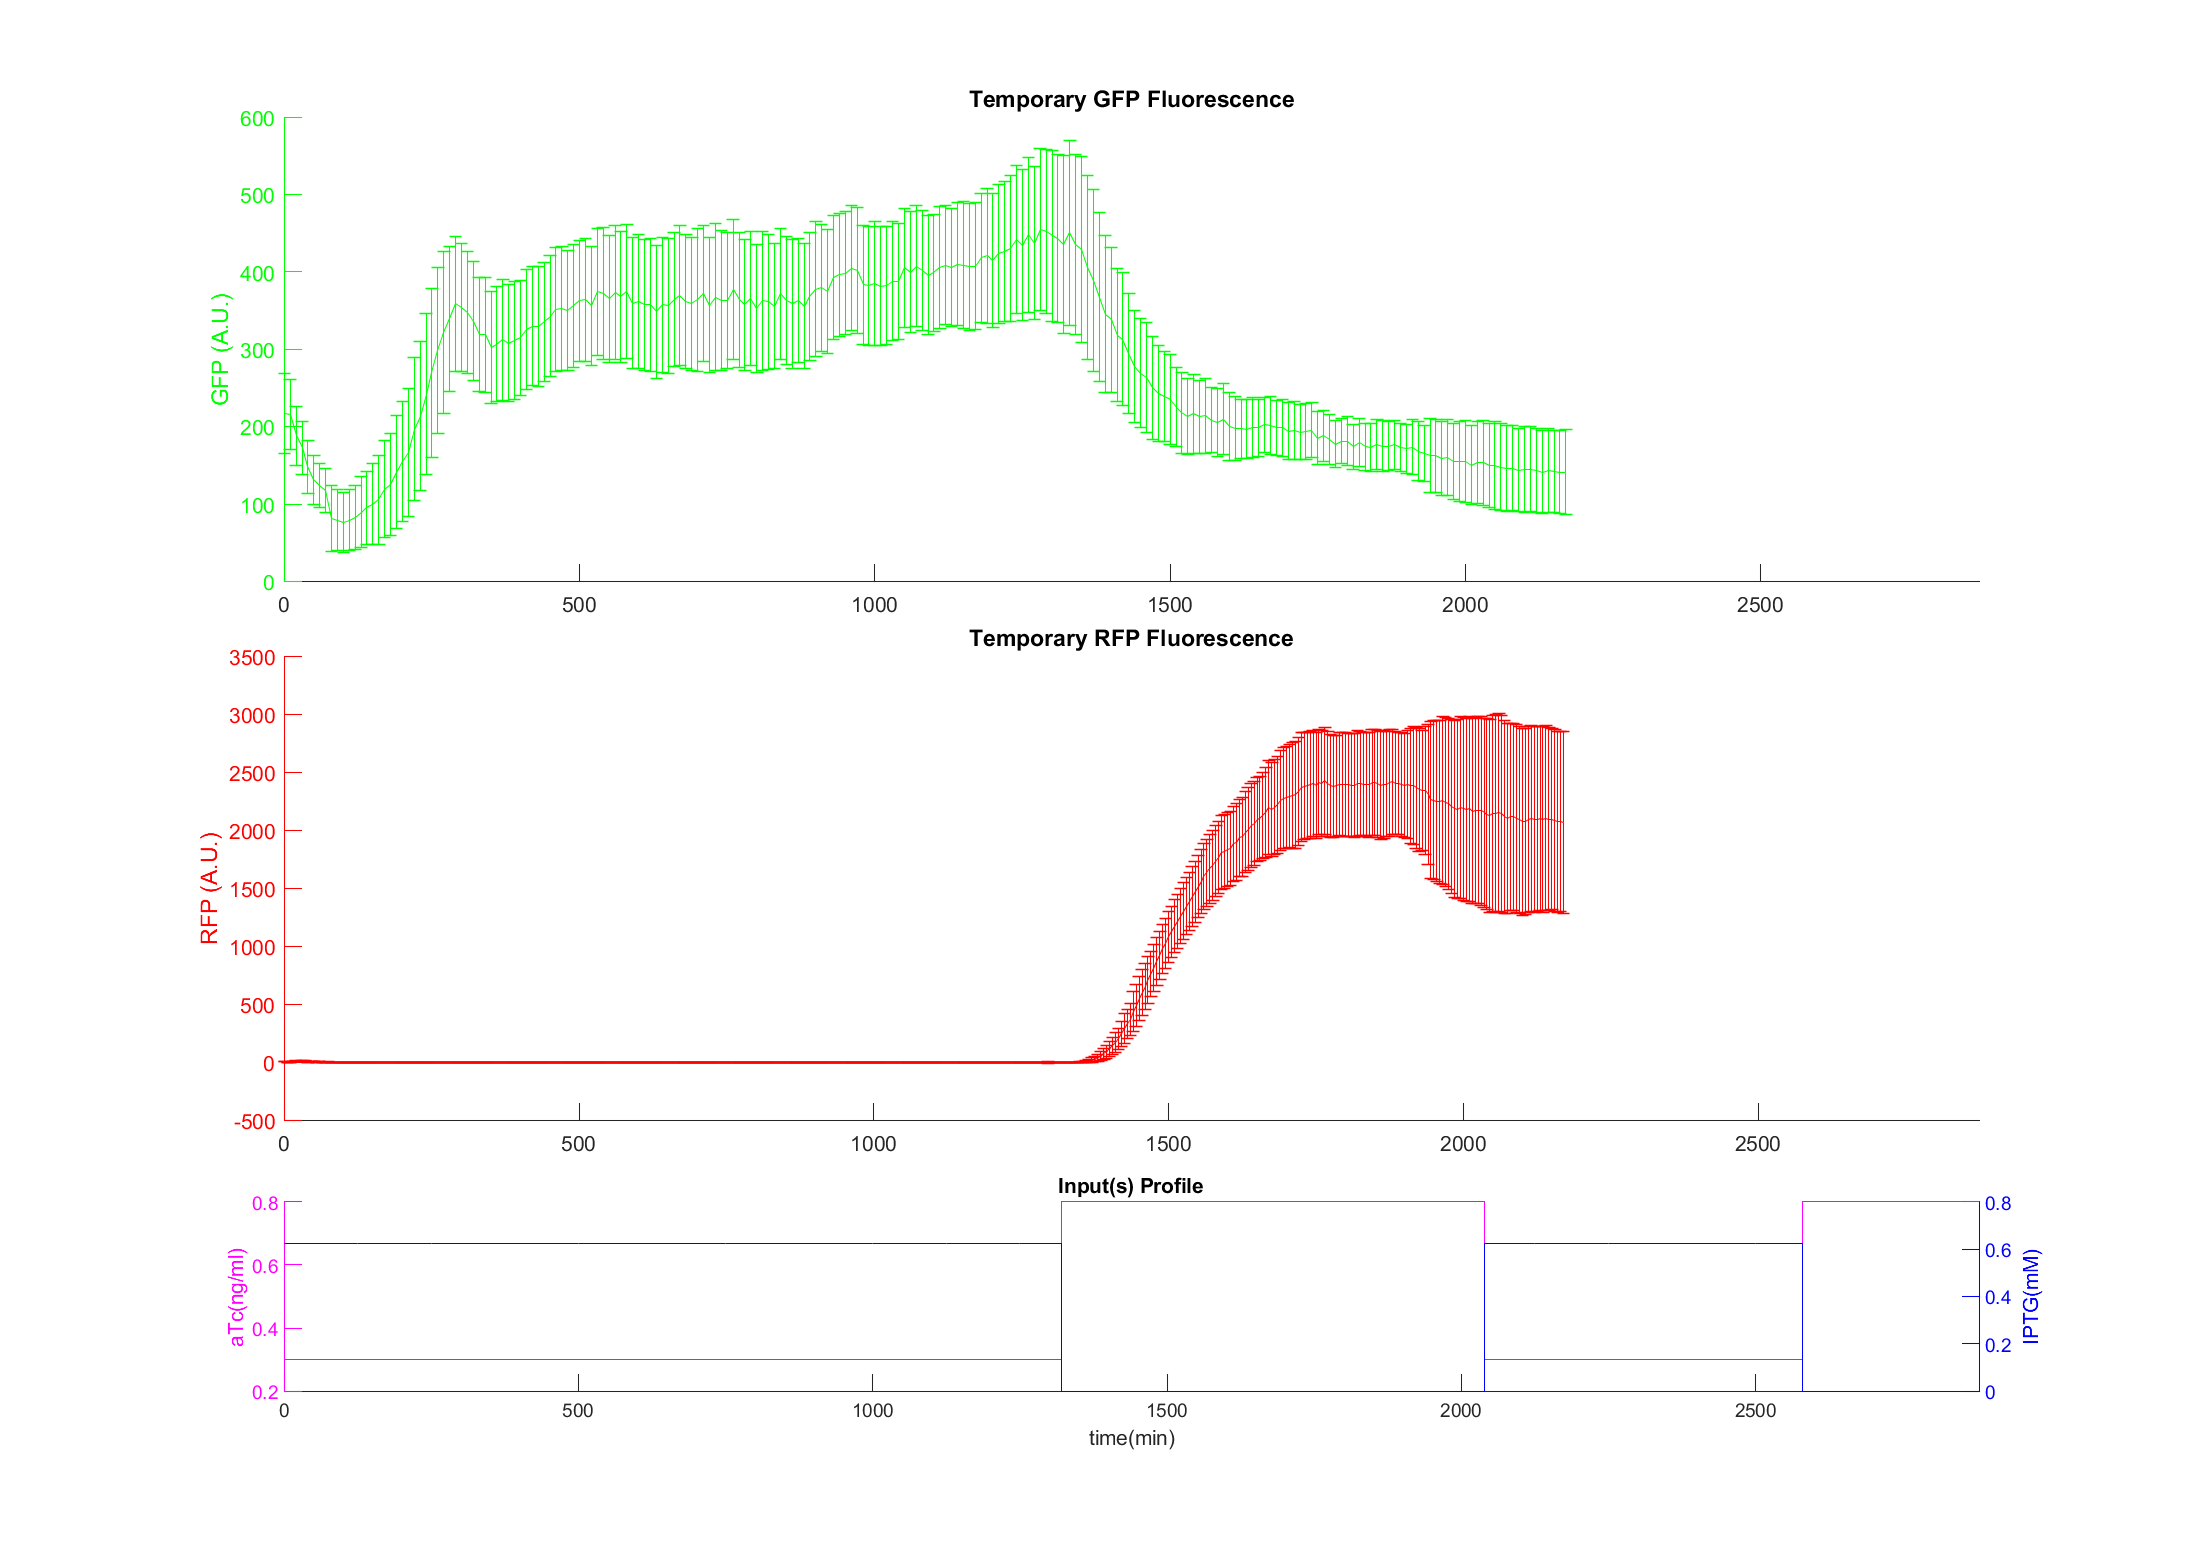 Temporary GFP Fluorescence
GFP (A.U.)
600
500
400
300
200
100
0
0 500 1000 1500 2000 2500
Temporary RFP Fluorescence
RFP (A.U.)
3500
3000
2500
2000
1500
1000
500
0
-500
0 500 1000 1500 2000 2500
Input(s) Profile
aTc(ng/ml)
0.8
0.6
0.4
0.2
0.8
0.6
0.4
0.2
0
IPTG(mM)
0 500 1000 1500 2000 2500
time(min)